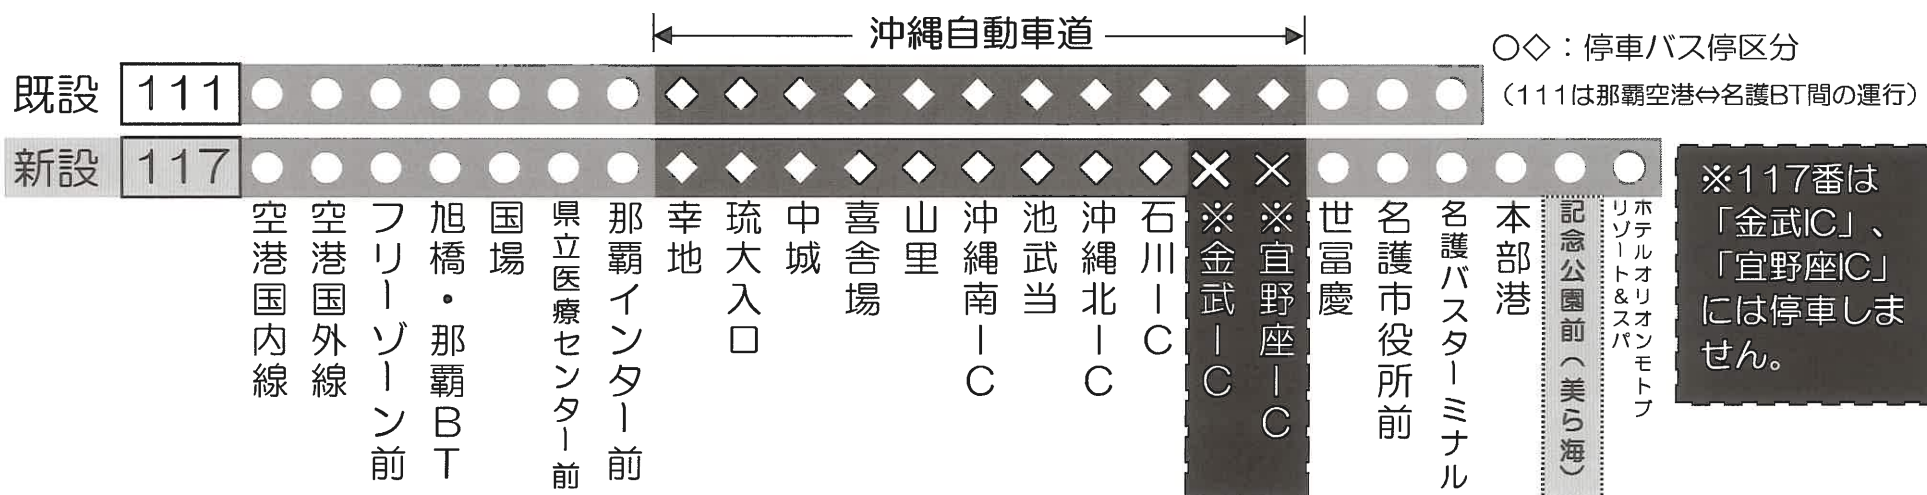 沖縄自動車道
○◇：停車バス停区分
（111は那覇空港⇔名護BT間の運行）
既設 111
新設 117
空港国内線
空港国外線
フリーゾーン前
旭橋・那覇BT
国場
県立医療センター前
那覇インター前
幸地
琉大入口
中城
喜舎場
山里
沖縄南IC
池武当
沖縄北IC
石川IC
※金武IC
※宜野座IC
世冨慶
名護市役所前
名護バスターミナル
本部港
記念公園前（美ら海）
ホテルオリオンモトブ
リゾート&スパ
※117番は
「金武IC」、
「宜野座IC」
には停車しま
せん。